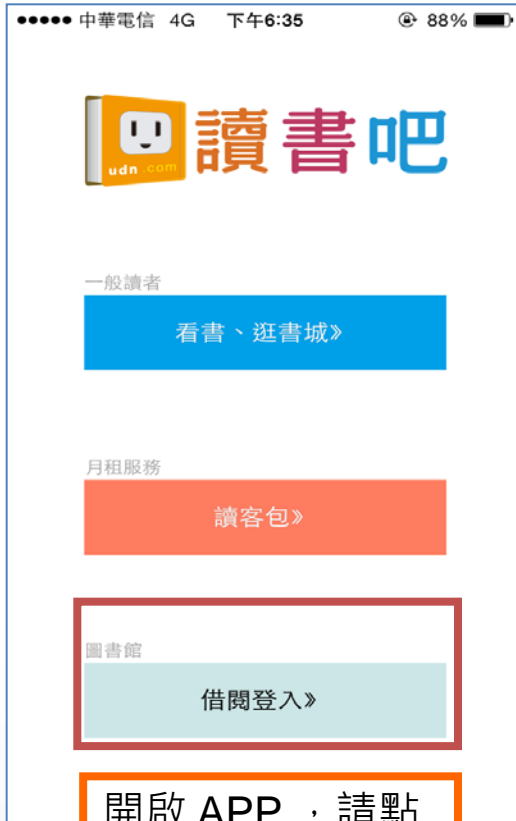 中華電信 4G 下午6:35 88%
udn.com
讀書吧
一般讀者
看書、逛書城》
月租服務
讀客包》
圖書館
借閱登入》
開啟 APP ，請點